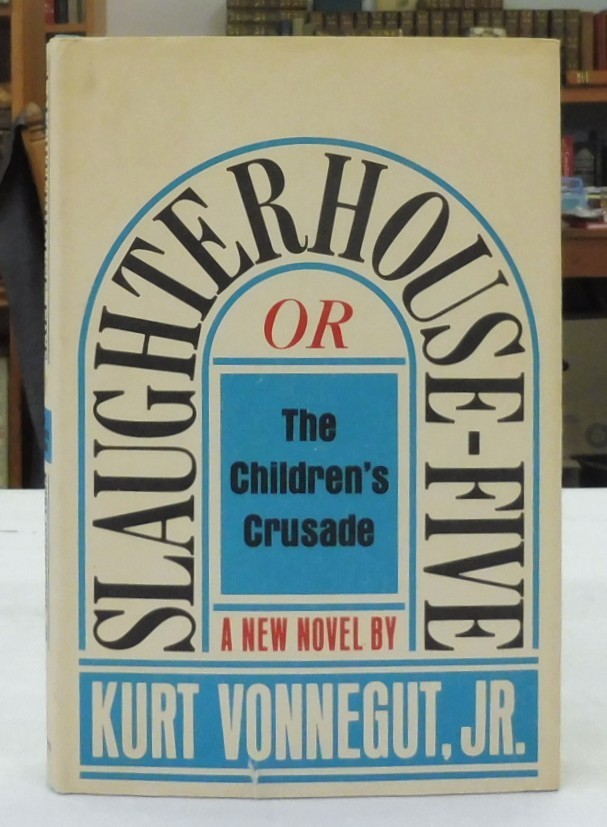 SLAUGHTERHOUSE-FIVE
OR
The
Children's
Crusade
A NEW NOVEL BY
KURT VONNEGUT, JR.